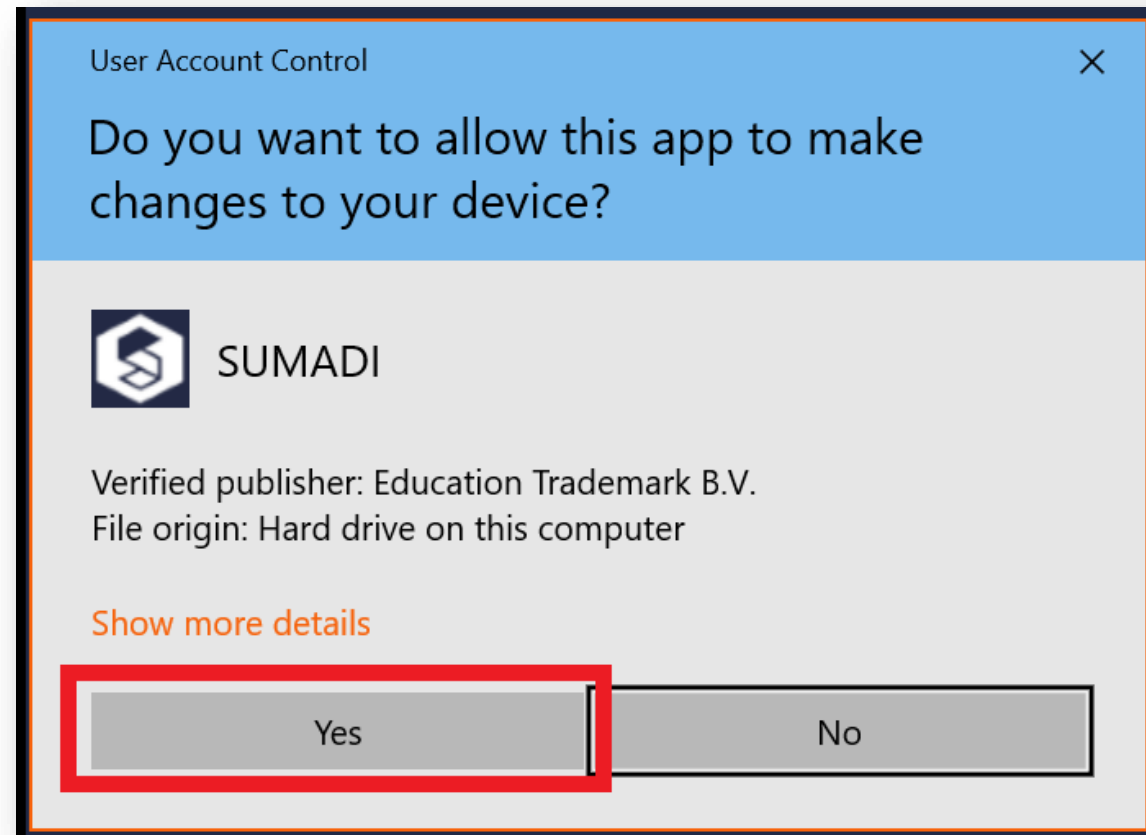 User Account Control
Do you want to allow this app to make
changes to your device?
SUMADI
Verified publisher: Education Trademark B.V.
File origin: Hard drive on this computer
Show more details
Yes
No